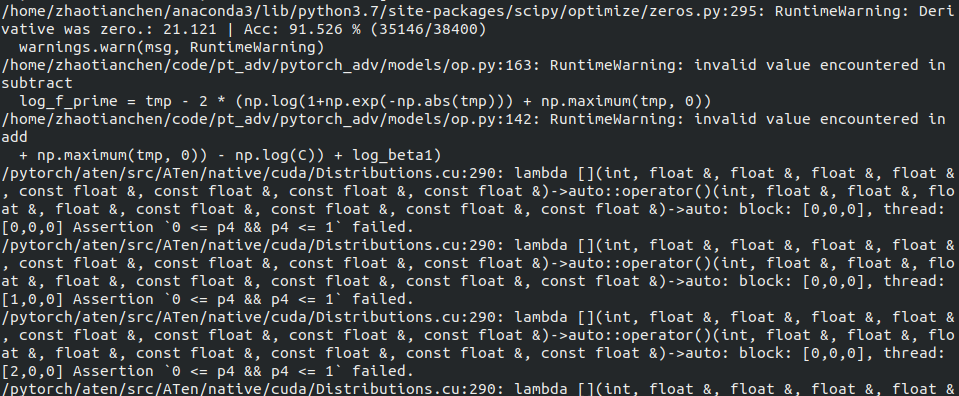 /home/zhaotianchen/anaconda3/lib/python3.7/site-packages/scipy/optimize/zeros.py:295: RuntimeWarning: Deri
vative was zero.: 21.121 | Acc: 91.526 % (35146/38400)
  warnings.warn(msg, RuntimeWarning)
/home/zhaotianchen/code/pt_adv/pytorch_adv/models/op.py:163: RuntimeWarning: invalid value encountered in
subtract
  log_f_prime = tmp - 2 * (np.log(1+np.exp(-np.abs(tmp))) + np.maximum(tmp, 0))
/home/zhaotianchen/code/pt_adv/pytorch_adv/models/op.py:142: RuntimeWarning: invalid value encountered in
add
  + np.maximum(tmp, 0)) - np.log(C)) + log_beta1)
/pytorch/aten/src/ATen/native/cuda/Distributions.cu:290: lambda [](int, float &, float &, float &, float &
, const float &, const float &, const float &, const float &)->auto::operator()(int, float &, float &, flo
at &, float &, const float &, const float &, const float &, const float &)->auto: block: [0,0,0], thread:
[0,0,0] Assertion `0 <= p4 && p4 <= 1` failed.
/pytorch/aten/src/ATen/native/cuda/Distributions.cu:290: lambda [](int, float &, float &, float &, float &
, const float &, const float &, const float &, const float &)->auto::operator()(int, float &, float &, flo
at &, float &, const float &, const float &, const float &, const float &)->auto: block: [0,0,0], thread:
[1,0,0] Assertion `0 <= p4 && p4 <= 1` failed.
/pytorch/aten/src/ATen/native/cuda/Distributions.cu:290: lambda [](int, float &, float &, float &, float &
, const float &, const float &, const float &, const float &)->auto::operator()(int, float &, float &, flo
at &, float &, const float &, const float &, const float &, const float &)->auto: block: [0,0,0], thread:
[2,0,0] Assertion `0 <= p4 && p4 <= 1` failed.
/pytorch/aten/src/ATen/native/cuda/Distributions.cu:290: lambda [](int, float &, float &, float &, float &